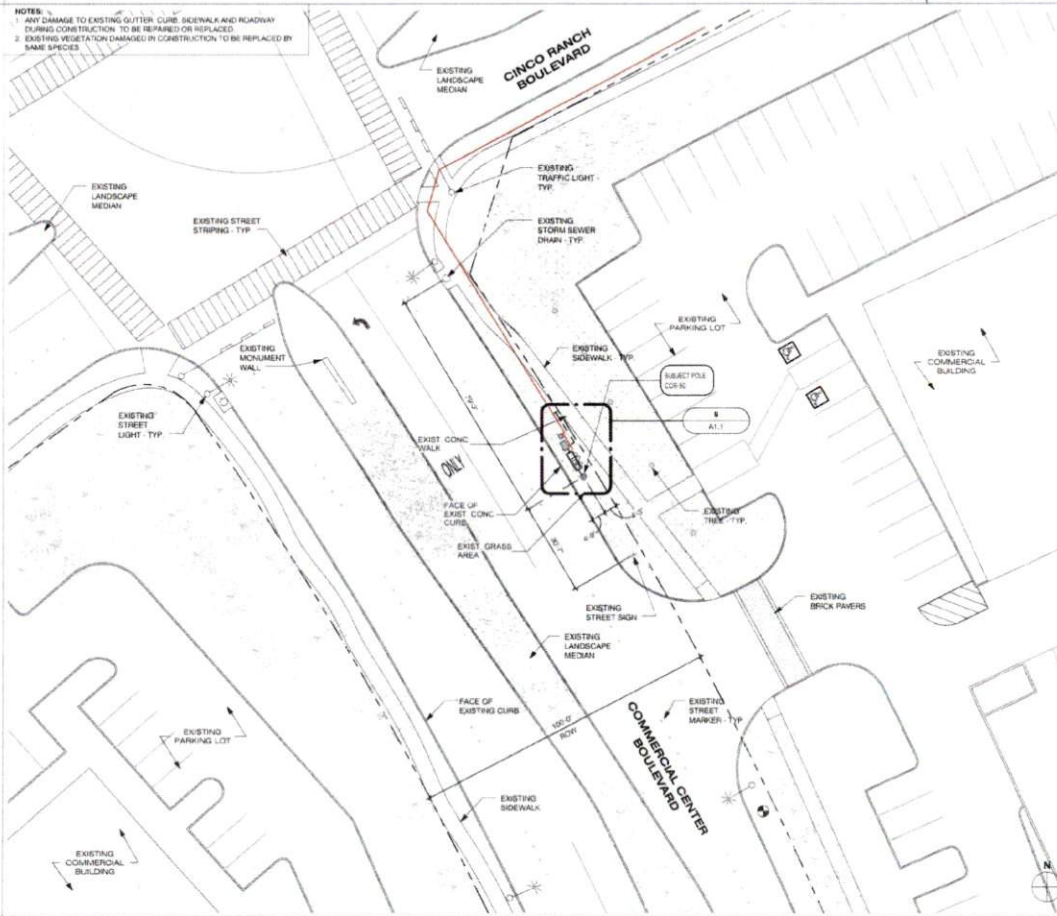 NOTES:
1. ANY DAMAGE TO EXISTING GUTTER, CURB, SIDEWALK AND ROADWAY
DURING CONSTRUCTION TO BE REPAIRED OR REPLACED.
2. EXISTING VEGETATION DAMAGED IN CONSTRUCTION TO BE REPLACED BY
SAME SPECIES
EXISTING
LANDSCAPE
MEDIAN
CINCO RANCH
BOULEVARD
EXISTING
LANDSCAPE
MEDIAN
EXISTING STREET
STRIPING - TYP
EXISTING
TRAFFIC LIGHT -
TYP.
EXISTING
STORM SEWER
DRAIN - TYP.
EXISTING
MONUMENT
WALL
EXISTING
SIDEWALK - TYP.
EXISTING
PARKING LOT
EXISTING
COMMERCIAL
BUILDING
SUBJECT POLE
A1.1
EXISTING
STREET
LIGHT - TYP.
EXIST CONC
WALK
ONLY
FACE OF
EXIST CONC
CURB
EXIST GRASS
AREA
EXISTING
TREE - TYP.
EXISTING
STREET SIGN
EXISTING
BRICK PAVERS
EXISTING
LANDSCAPE
MEDIAN
FACE OF
EXISTING CURB
100'-0"
ROW
EXISTING
STREET
MARKER - TYP
COMMERCIAL CENTER
BOULEVARD
EXISTING
PARKING LOT
EXISTING
SIDEWALK
EXISTING
COMMERCIAL
BUILDING
N